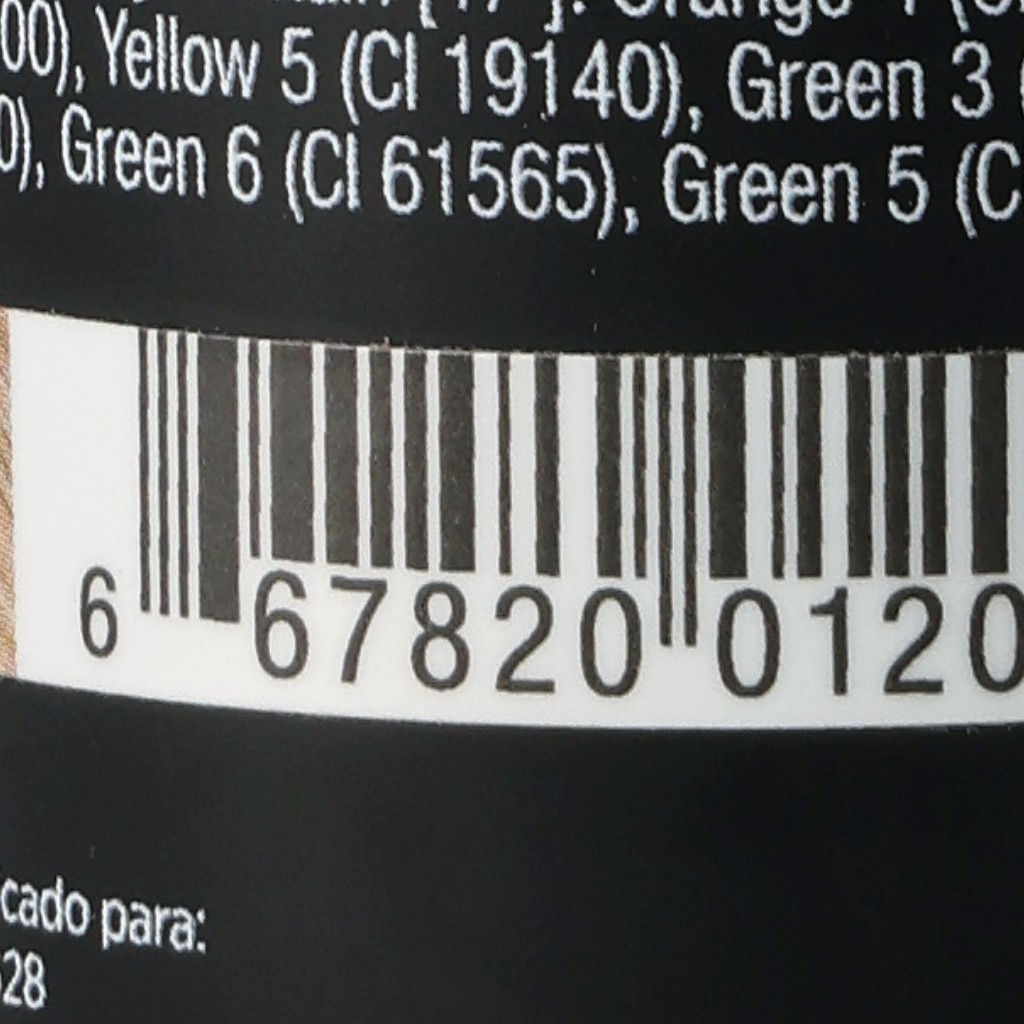 00), Yellow 5 (CI 19140), Green 3 (
0), Green 6 (CI 61565), Green 5 (C
6 67820 0120
cado para:
28